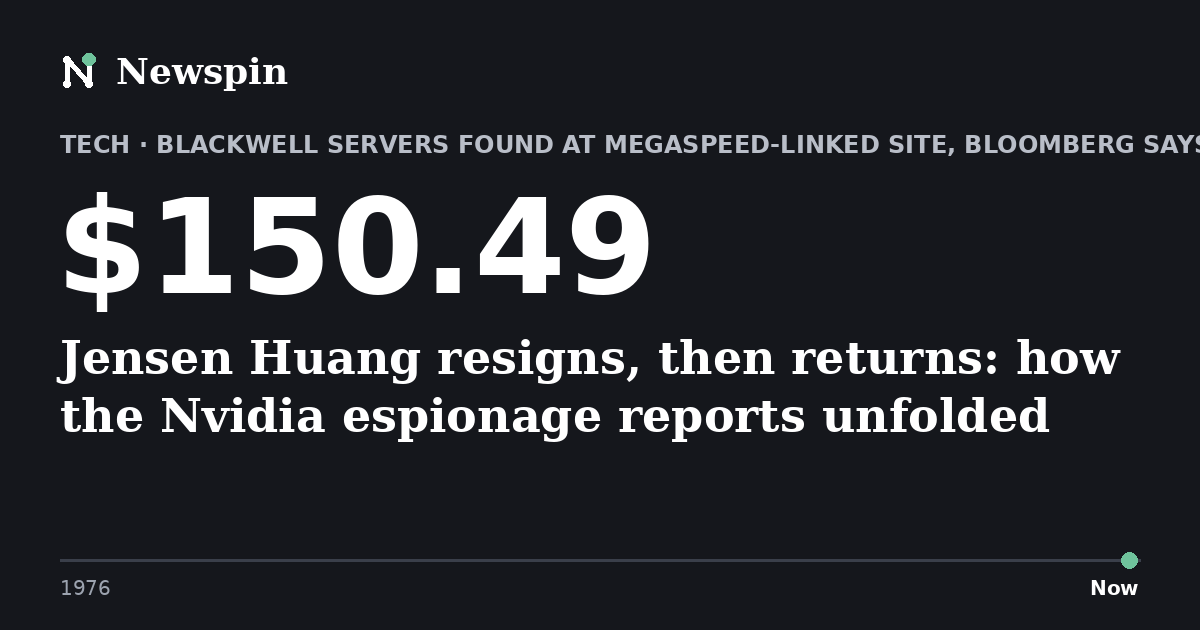 Newspin
TECH · BLACKWELL SERVERS FOUND AT MEGASPEED-LINKED SITE, BLOOMBERG SAYS
$150.49
Jensen Huang resigns, then returns: how
the Nvidia espionage reports unfolded
1976
Now